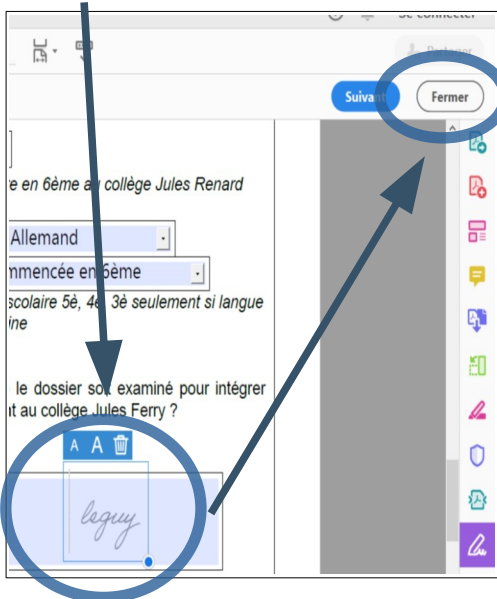 Se connecter
Partager
Suivant
Fermer
e en 6ème au collège Jules Renard
Allemand
mmencée en 6ème
scolaire 5è, 4è, 3è seulement si langue
ine
le dossier soit examiné pour intégrer
nt au collège Jules Ferry ?
A A
leguy